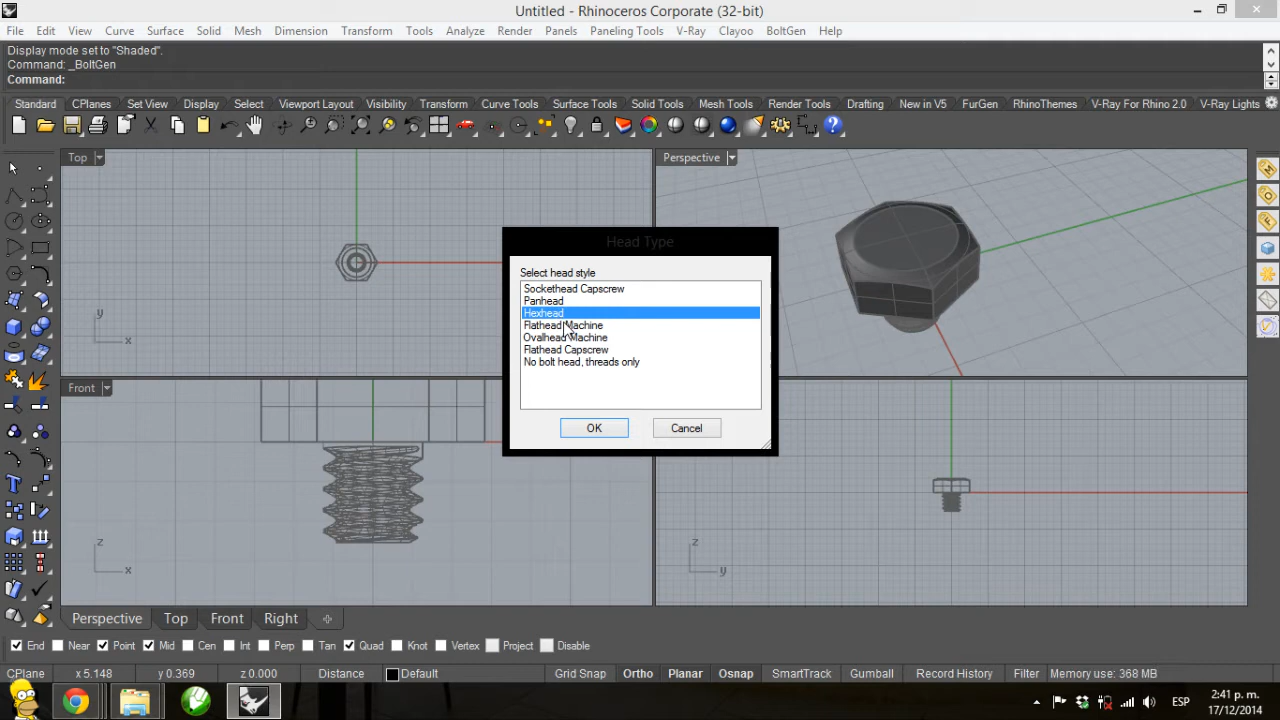 Untitled - Rhinoceros Corporate (32-bit)
File Edit View Curve Surface Solid Mesh Dimension Transform Tools Analyze Render Panels Paneling Tools V-Ray Clayoo BoltGen Help
Display mode set to "Shaded".
Command: _BoltGen
Command:
Standard CPlanes Set View Display Select Viewport Layout Visibility Transform Curve Tools Surface Tools Solid Tools Mesh Tools Render Tools Drafting New in V5 FurGen RhinoThemes V-Ray For Rhino 2.0 V-Ray Lights
Top
Perspective
Head Type
Select head style
Sockethead Capscrew
Panhead
Hexhead
Flathead Machine
Ovalhead Machine
Flathead Capscrew
No bolt head, threads only
OK Cancel
y
x
Front
z
x
z
y
Perspective Top Front Right
End Near Point Mid Cen Int Perp Tan Quad Knot Vertex Project Disable
CPlane x 5.148 y 0.369 z 0.000 Distance Default Grid Snap Ortho Planar Osnap SmartTrack Gumball Record History Filter Memory use: 368 MB
ESP
2:41 p. m.
17/12/2014